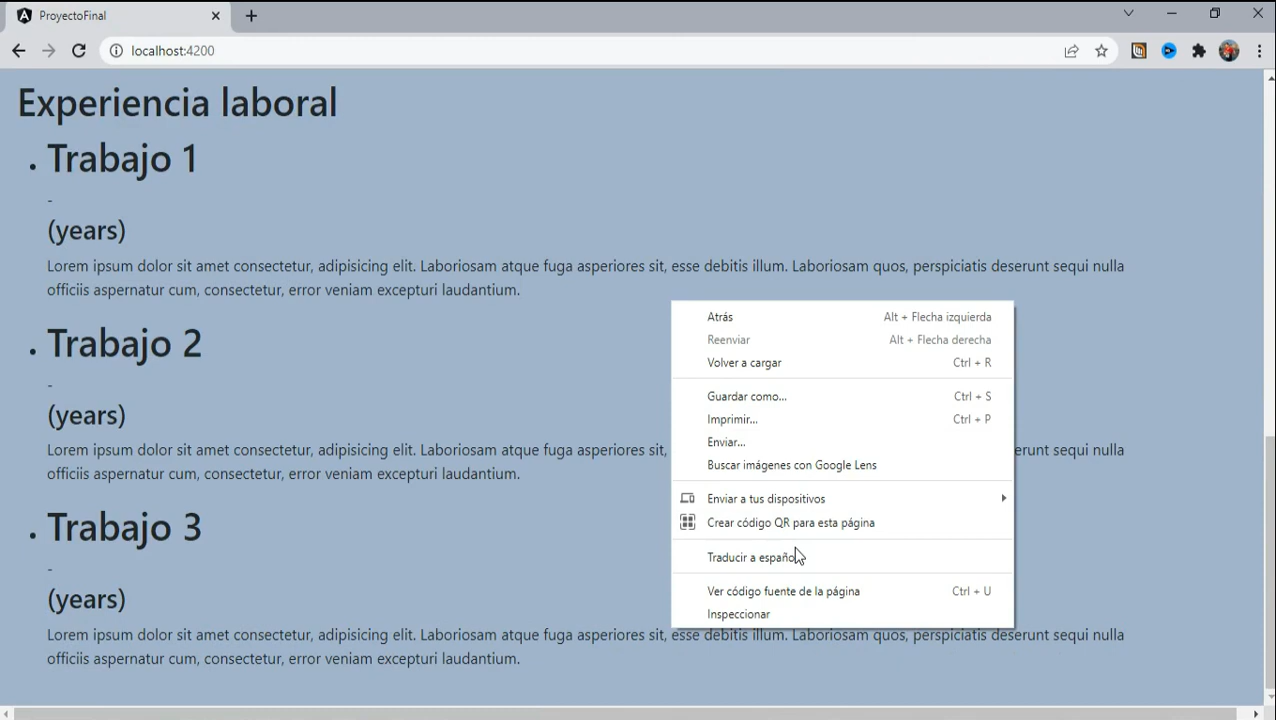 ProyectoFinal
localhost:4200
Experiencia laboral
• Trabajo 1
-
(years)
Lorem ipsum dolor sit amet consectetur, adipisicing elit. Laboriosam atque fuga asperiores sit, esse debitis illum. Laboriosam quos, perspiciatis deserunt sequi nulla
officiis aspernatur cum, consectetur, error veniam excepturi laudantium.
• Trabajo 2
-
(years)
Lorem ipsum dolor sit amet consectetur, adipisicing elit. Laboriosam atque fuga asperiores sit, erunt sequi nulla
officiis aspernatur cum, consectetur, error veniam excepturi laudantium.
• Trabajo 3
-
(years)
Lorem ipsum dolor sit amet consectetur, adipisicing elit. Laboriosam atque fuga asperiores sit, esse debitis illum. Laboriosam quos, perspiciatis deserunt sequi nulla
officiis aspernatur cum, consectetur, error veniam excepturi laudantium.
Atrás Alt + Flecha izquierda
Reenviar Alt + Flecha derecha
Volver a cargar Ctrl + R
Guardar como... Ctrl + S
Imprimir... Ctrl + P
Enviar...
Buscar imágenes con Google Lens
Enviar a tus dispositivos
Crear código QR para esta página
Traducir a español
Ver código fuente de la página Ctrl + U
Inspeccionar